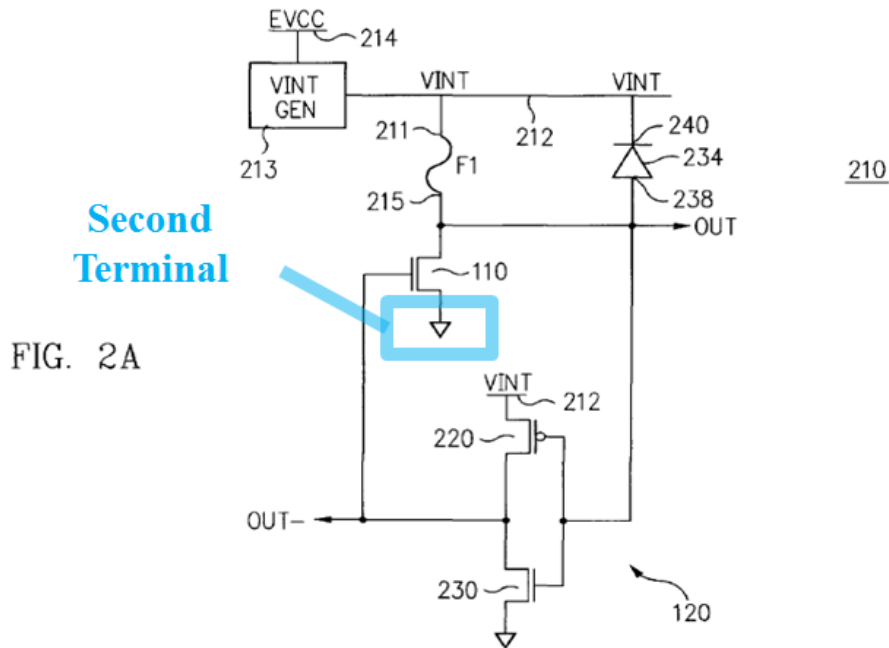 EVCC
214
VINT
GEN
VINT
VINT
213
211
212
240
234
F1
238
210
215
OUT
Second
Terminal
110
FIG. 2A
VINT
212
220
OUT-
230
120